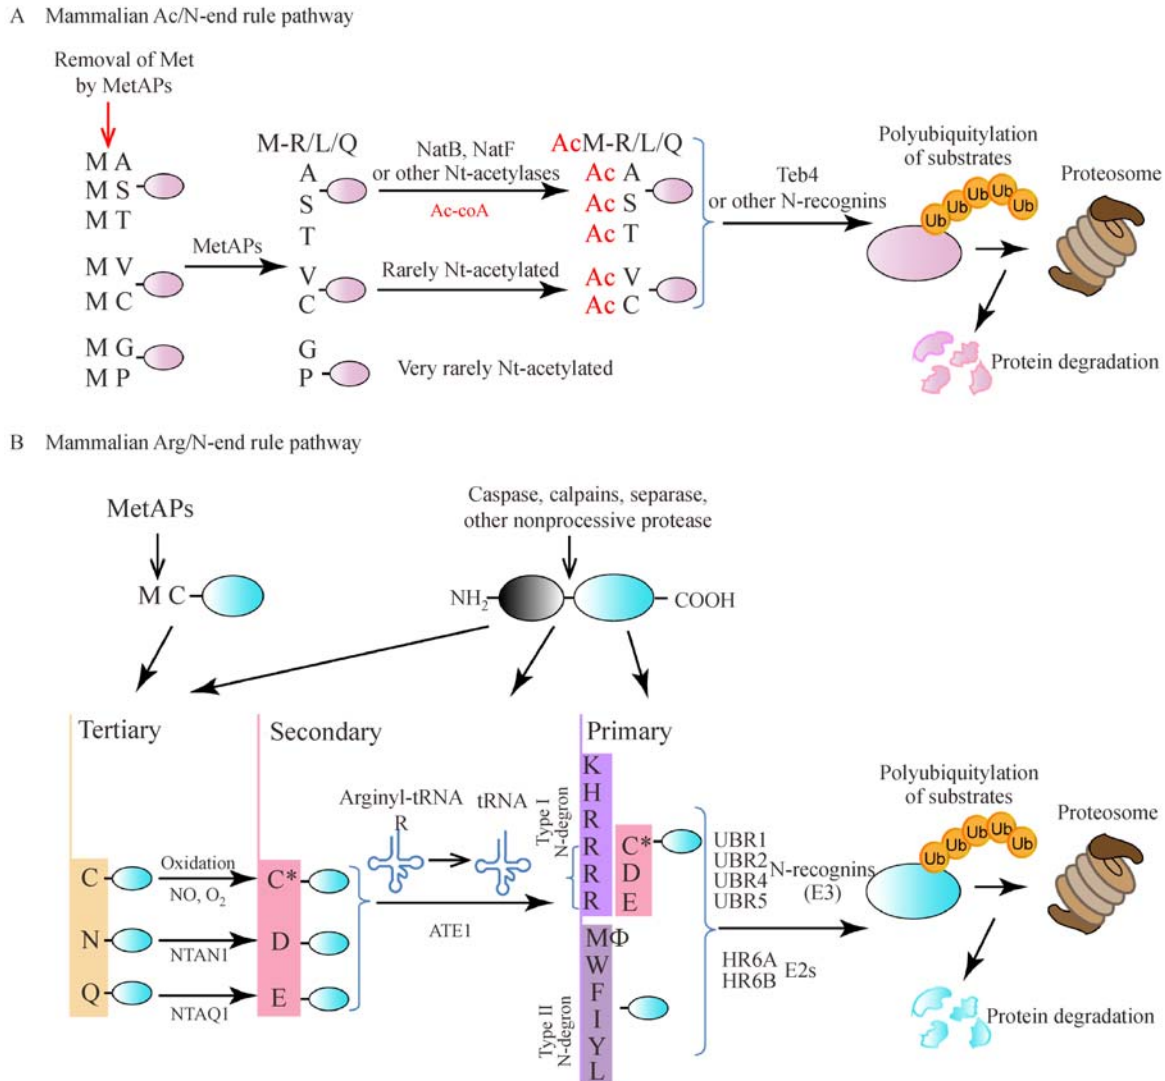 A Mammalian Ac/N-end rule pathway
Removal of Met
by MetAPs
M A
M S
M T
M V
M C
M G
M P
MetAPs
M-R/L/Q
A
S
T
V
C
G
P
NatB, NatF
or other Nt-acetylases
Ac-coA
Rarely Nt-acetylated
Very rarely Nt-acetylated
AcM-R/L/Q
Ac A
Ac S
Ac T
Ac V
Ac C
Teb4
or other N-recognins
Polyubiquitylation
of substrates
Ub Ub Ub Ub Ub
Proteosome
Protein degradation
B Mammalian Arg/N-end rule pathway
MetAPs
M C
Caspase, calpains, separase,
other nonprocessive protease
NH2
COOH
Tertiary
C
N
Q
Oxidation
NO, O2
NTAN1
NTAQ1
Secondary
C*
D
E
Arginyl-tRNA
R
tRNA
ATE1
Primary
Type I
N-degron
K
H
R
R C*
R D
R E
Type II
N-degron
MΦ
W
F
I
Y
L
UBR1
UBR2
UBR4
UBR5
N-recognins
(E3)
HR6A
HR6B
E2s
Polyubiquitylation
of substrates
Ub Ub Ub Ub Ub
Proteosome
Protein degradation